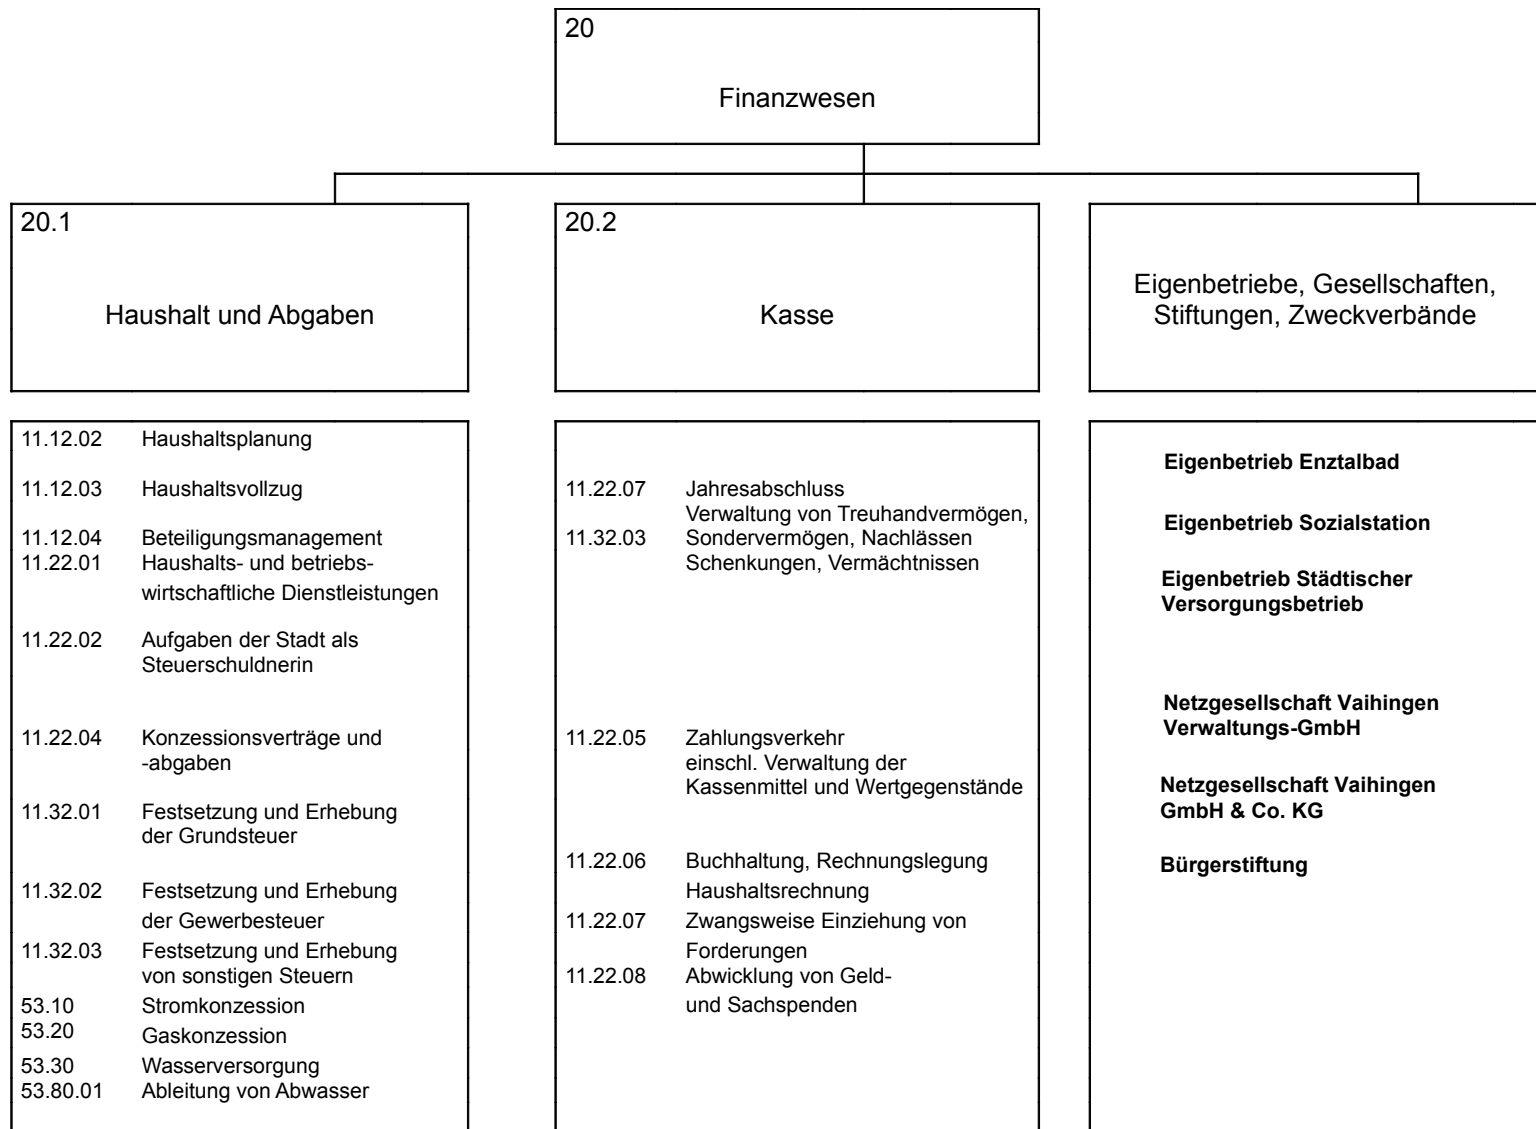 20
Finanzwesen
20.1
Haushalt und Abgaben
20.2
Kasse
Eigenbetriebe, Gesellschaften,
Stiftungen, Zweckverbände
11.12.02 Haushaltsplanung
11.12.03 Haushaltsvollzug
11.12.04 Beteiligungsmanagement
11.22.01 Haushalts- und betriebs-
wirtschaftliche Dienstleistungen
11.22.02 Aufgaben der Stadt als
Steuerschuldnerin
11.22.04 Konzessionsverträge und
-abgaben
11.32.01 Festsetzung und Erhebung
der Grundsteuer
11.32.02 Festsetzung und Erhebung
der Gewerbesteuer
11.32.03 Festsetzung und Erhebung
von sonstigen Steuern
53.10 Stromkonzession
53.20 Gaskonzession
53.30 Wasserversorgung
53.80.01 Ableitung von Abwasser
11.22.07 Jahresabschluss
Verwaltung von Treuhandvermögen,
11.32.03 Sondervermögen, Nachlässen
Schenkungen, Vermächtnissen
11.22.05 Zahlungsverkehr
einschl. Verwaltung der
Kassenmittel und Wertgegenstände
11.22.06 Buchhaltung, Rechnungslegung
Haushaltsrechnung
11.22.07 Zwangsweise Einziehung von
Forderungen
11.22.08 Abwicklung von Geld-
und Sachspenden
Eigenbetrieb Enztalbad
Eigenbetrieb Sozialstation
Eigenbetrieb Städtischer
Versorgungsbetrieb
Netzgesellschaft Vaihingen
Verwaltungs-GmbH
Netzgesellschaft Vaihingen
GmbH & Co. KG
Bürgerstiftung